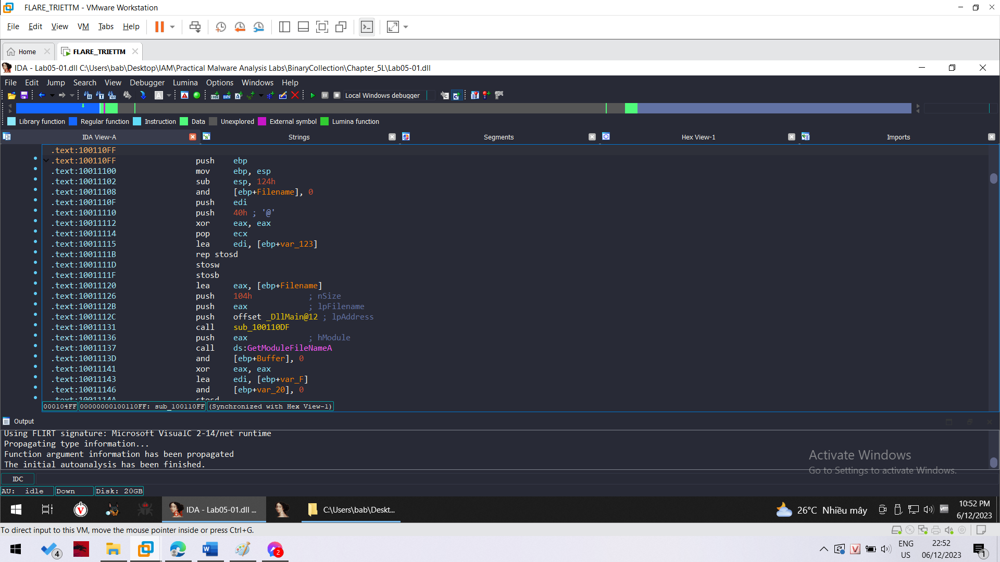 FLARE_TRIETTM - VMware Workstation
File Edit View VM Tabs Help
Home FLARE_TRIETTM
IDA - Lab05-01.dll C:\Users\bab\Desktop\IAM\Practical Malware Analysis Labs\BinaryCollection\Chapter_5L\Lab05-01.dll
File Edit Jump Search View Debugger Lumina Options Windows Help
Local Windows debugger
Library function Regular function Instruction Data Unexplored External symbol Lumina function
IDA View-A Strings Segments Hex View-1 Imports
.text:100110FF
.text:100110FF push ebp
.text:10011100 mov ebp, esp
.text:10011102 sub esp, 124h
.text:10011108 and [ebp+Filename], 0
.text:1001110F push edi
.text:10011110 push 40h ; '@'
.text:10011112 xor eax, eax
.text:10011114 pop ecx
.text:10011115 lea edi, [ebp+var_123]
.text:1001111B rep stosd
.text:1001111D stosw
.text:1001111F stosb
.text:10011120 lea eax, [ebp+Filename]
.text:10011126 push 104h ; nSize
.text:1001112B push eax ; lpFilename
.text:1001112C push offset _DllMain@12 ; lpAddress
.text:10011131 call sub_100110DF
.text:10011136 push eax ; hModule
.text:10011137 call ds:GetModuleFileNameA
.text:1001113D and [ebp+Buffer], 0
.text:10011141 xor eax, eax
.text:10011143 lea edi, [ebp+var_F]
.text:10011146 and [ebp+var_20], 0
.text:1001114A stosd
000104FF 00000000100110FF: sub_100110FF (Synchronized with Hex View-1)
Output
Using FLIRT signature: Microsoft VisualC 2-14/net runtime
Propagating type information...
Function argument information has been propagated
The initial autoanalysis has been finished.
Activate Windows
Go to Settings to activate Windows.
IDC
AU: idle Down Disk: 20GB
IDA - Lab05-01.dll ... C:\Users\bab\Deskt... 26°C Nhiều mây 10:52 PM
6/12/2023
To direct input to this VM, move the mouse pointer inside or press Ctrl+G.
4 2 ENG
US 22:52
06/12/2023 1